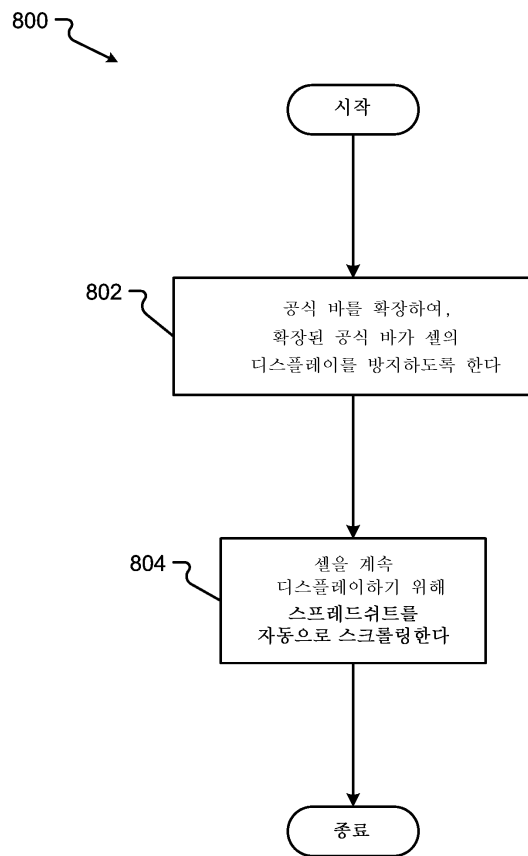 800
시작
802
공식 바를 확장하여,
확장된 공식 바가 셀의
디스플레이를 방지하도록 한다
804
셀을 계속
디스플레이하기 위해
스프레드쉬트를
자동으로 스크롤링한다
종료